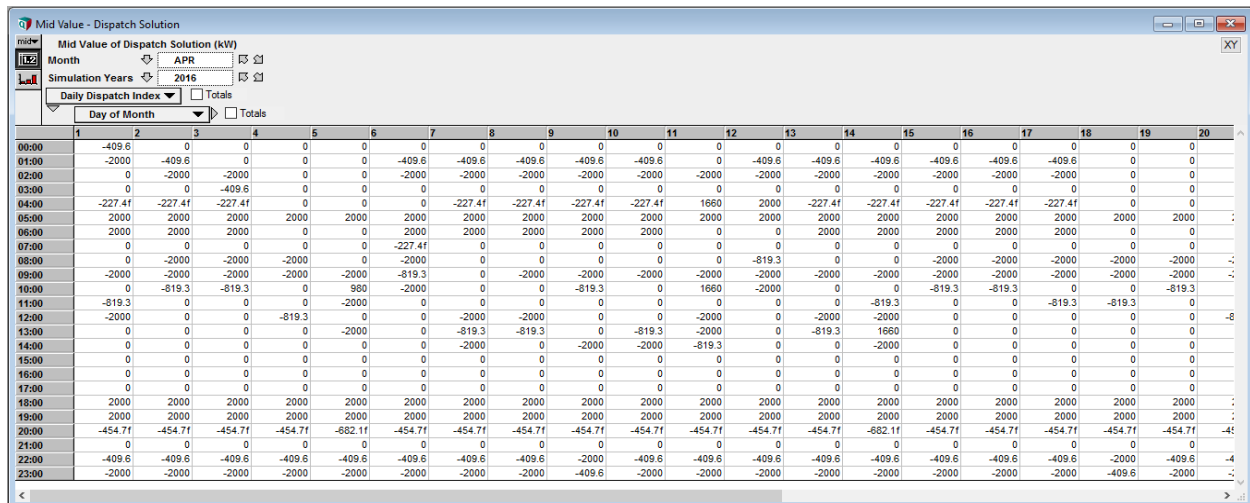 Mid Value - Dispatch Solution
mid
Mid Value of Dispatch Solution (kW)
XY
Month APR
Simulation Years 2016
Daily Dispatch Index Totals
Day of Month Totals
1 2 3 4 5 6 7 8 9 10 11 12 13 14 15 16 17 18 19 20
00:00 -409.6 0 0 0 0 0 0 0 0 0 0 0 0 0 0 0 0 0 0
01:00 -2000 -409.6 0 0 0 -409.6 -409.6 -409.6 -409.6 -409.6 0 -409.6 -409.6 -409.6 -409.6 -409.6 -409.6 0 0
02:00 0 -2000 -2000 0 0 -2000 -2000 -2000 -2000 -2000 -2000 -2000 -2000 -2000 -2000 -2000 -2000 0 0
03:00 0 0 -409.6 0 0 0 0 0 0 0 0 0 0 0 0 0 0 0 0
04:00 -227.4f -227.4f -227.4f 0 0 0 -227.4f -227.4f -227.4f -227.4f 1660 2000 -227.4f -227.4f -227.4f -227.4f -227.4f 0 0
05:00 2000 2000 2000 2000 2000 2000 2000 2000 2000 2000 2000 2000 2000 2000 2000 2000 2000 2000 2000
06:00 2000 2000 2000 0 0 2000 2000 2000 2000 2000 0 0 2000 2000 2000 2000 2000 0 0
07:00 0 0 0 0 0 -227.4f 0 0 0 0 0 0 0 0 0 0 0 0 0
08:00 0 -2000 -2000 -2000 0 -2000 0 0 0 0 0 -819.3 0 0 -2000 -2000 -2000 -2000 -2000
09:00 -2000 -2000 -2000 -2000 -2000 -819.3 0 -2000 -2000 -2000 -2000 -2000 -2000 -2000 -2000 -2000 -2000 -2000 -2000
10:00 0 -819.3 -819.3 0 980 -2000 0 0 -819.3 0 1660 -2000 0 0 -819.3 -819.3 0 0 -819.3
11:00 -819.3 0 0 0 -2000 0 0 0 0 0 0 0 0 -819.3 0 0 -819.3 -819.3 0
12:00 -2000 0 0 -819.3 0 0 -2000 -2000 0 0 -2000 0 -2000 -2000 0 0 0 0 0
13:00 0 0 0 0 -2000 0 -819.3 -819.3 0 -819.3 -2000 0 -819.3 1660 0 0 0 0 0
14:00 0 0 0 0 0 0 -2000 0 -2000 -2000 -819.3 0 0 -2000 0 0 0 0 0
15:00 0 0 0 0 0 0 0 0 0 0 0 0 0 0 0 0 0 0 0
16:00 0 0 0 0 0 0 0 0 0 0 0 0 0 0 0 0 0 0 0
17:00 0 0 0 0 0 0 0 0 0 0 0 0 0 0 0 0 0 0 0
18:00 2000 2000 2000 2000 2000 2000 2000 2000 2000 2000 2000 2000 2000 2000 2000 2000 2000 2000 2000
19:00 2000 2000 2000 2000 2000 2000 2000 2000 2000 2000 2000 2000 2000 2000 2000 2000 2000 2000 2000
20:00 -454.7f -454.7f -454.7f -454.7f -682.1f -454.7f -454.7f -454.7f -454.7f -454.7f -454.7f -454.7f -454.7f -682.1f -454.7f -454.7f -454.7f -454.7f -454.7f
21:00 0 0 0 0 0 0 0 0 0 0 0 0 0 0 0 0 0 0 0
22:00 -409.6 -409.6 -409.6 -409.6 -409.6 -409.6 -409.6 -409.6 -2000 -409.6 -409.6 -409.6 -409.6 -409.6 -409.6 -409.6 -409.6 -2000 -409.6
23:00 -2000 -2000 -2000 -2000 -2000 -2000 -2000 -2000 -409.6 -2000 -2000 -2000 -2000 -2000 -2000 -2000 -2000 -409.6 -2000